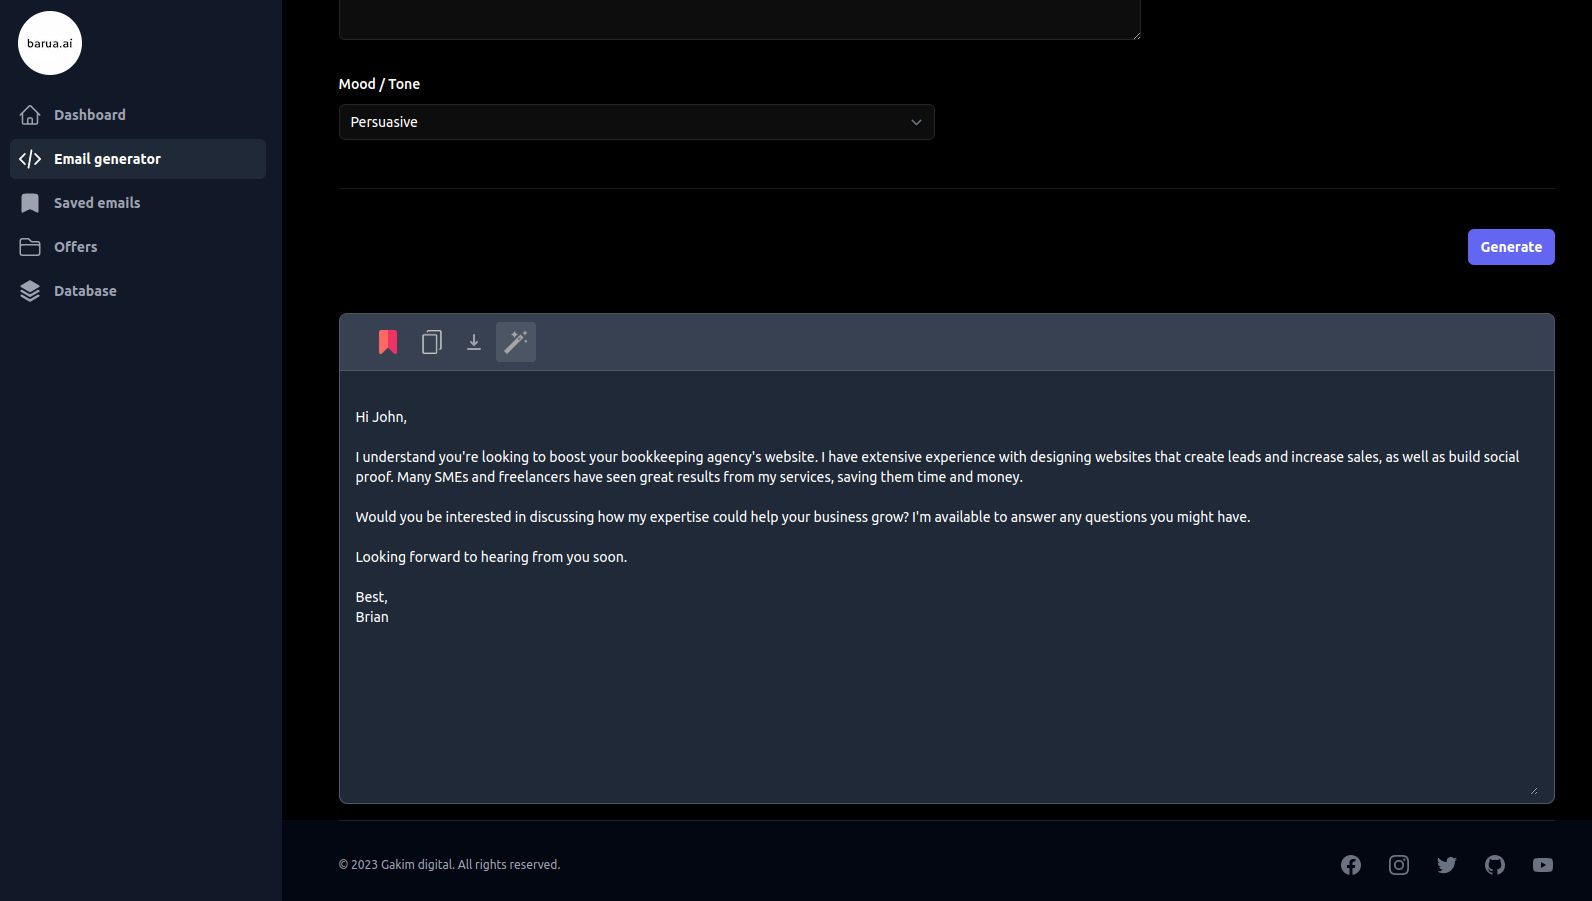 barua.ai
Dashboard
Email generator
Saved emails
Offers
Database
Mood / Tone
Persuasive
Generate
Hi John,
I understand you're looking to boost your bookkeeping agency's website. I have extensive experience with designing websites that create leads and increase sales, as well as build social
proof. Many SMEs and freelancers have seen great results from my services, saving them time and money.
Would you be interested in discussing how my expertise could help your business grow? I'm available to answer any questions you might have.
Looking forward to hearing from you soon.
Best,
Brian
© 2023 Gakim digital. All rights reserved.